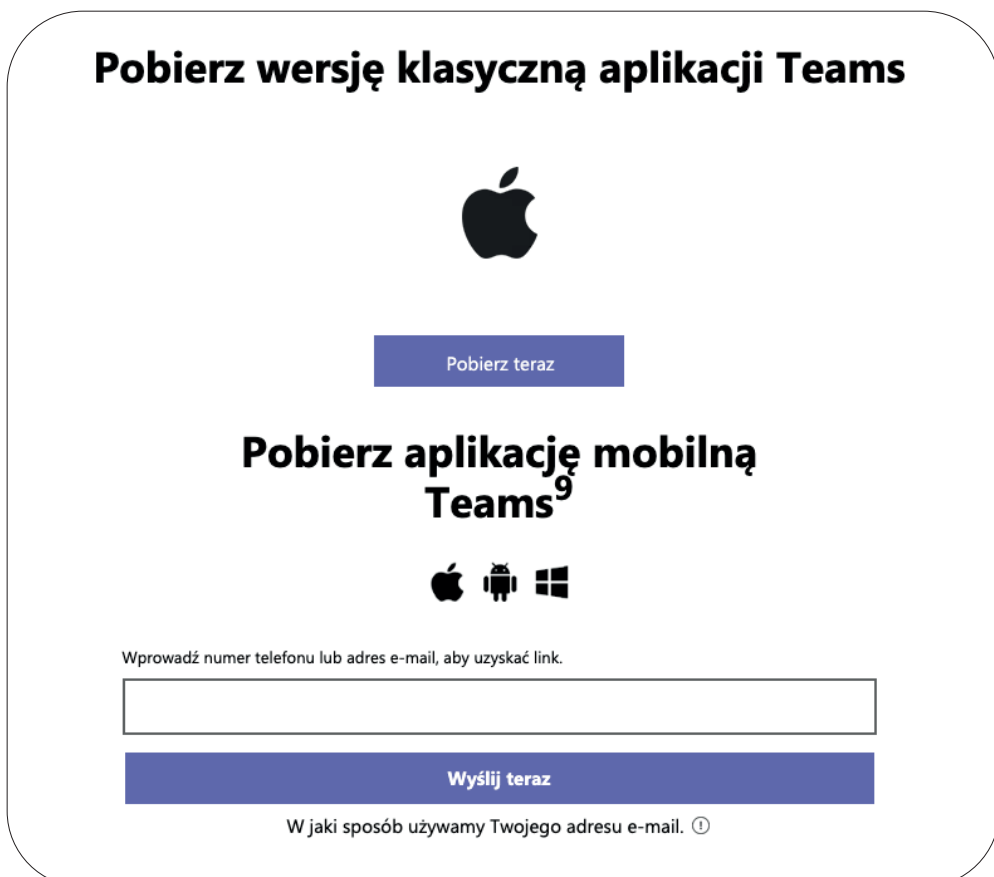 Pobierz wersję klasyczną aplikacji Teams
Pobierz teraz
Pobierz aplikację mobilną
Teams⁹
Wprowadź numer telefonu lub adres e-mail, aby uzyskać link.
Wyślij teraz
W jaki sposób używamy Twojego adresu e-mail.